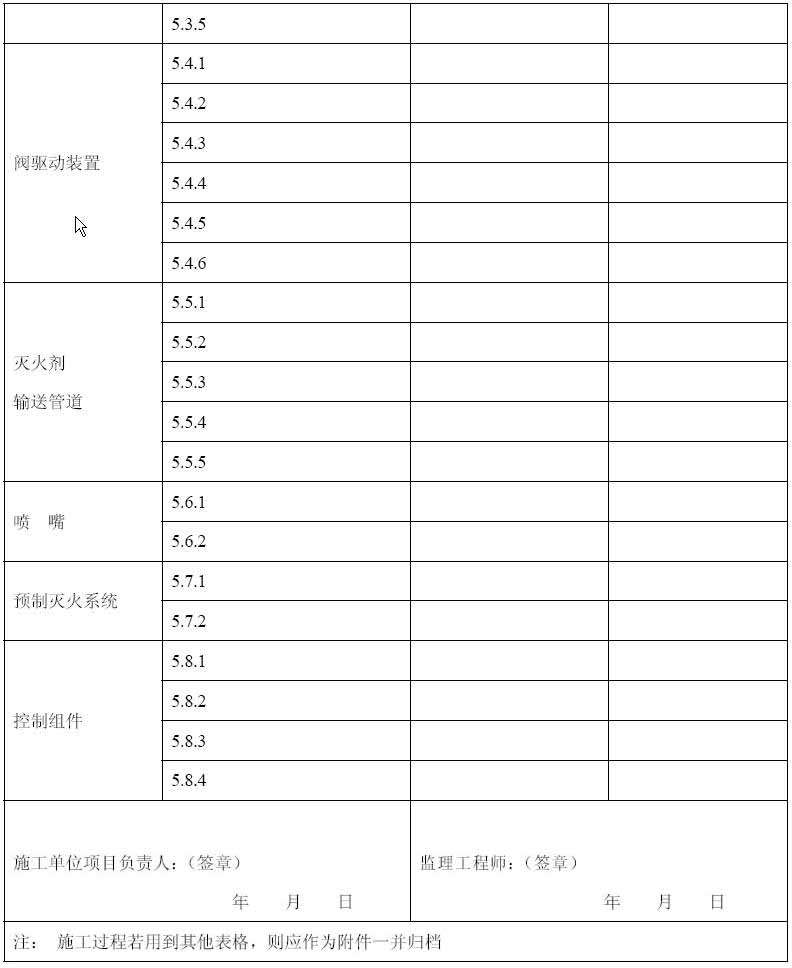 5.3.5
阀驱动装置
5.4.1
5.4.2
5.4.3
5.4.4
5.4.5
5.4.6
灭火剂
输送管道
5.5.1
5.5.2
5.5.3
5.5.4
5.5.5
喷 嘴
5.6.1
5.6.2
预制灭火系统
5.7.1
5.7.2
控制组件
5.8.1
5.8.2
5.8.3
5.8.4
施工单位项目负责人：（签章）
年 月 日
监理工程师：（签章）
年 月 日
注： 施工过程若用到其他表格，则应作为附件一并归档